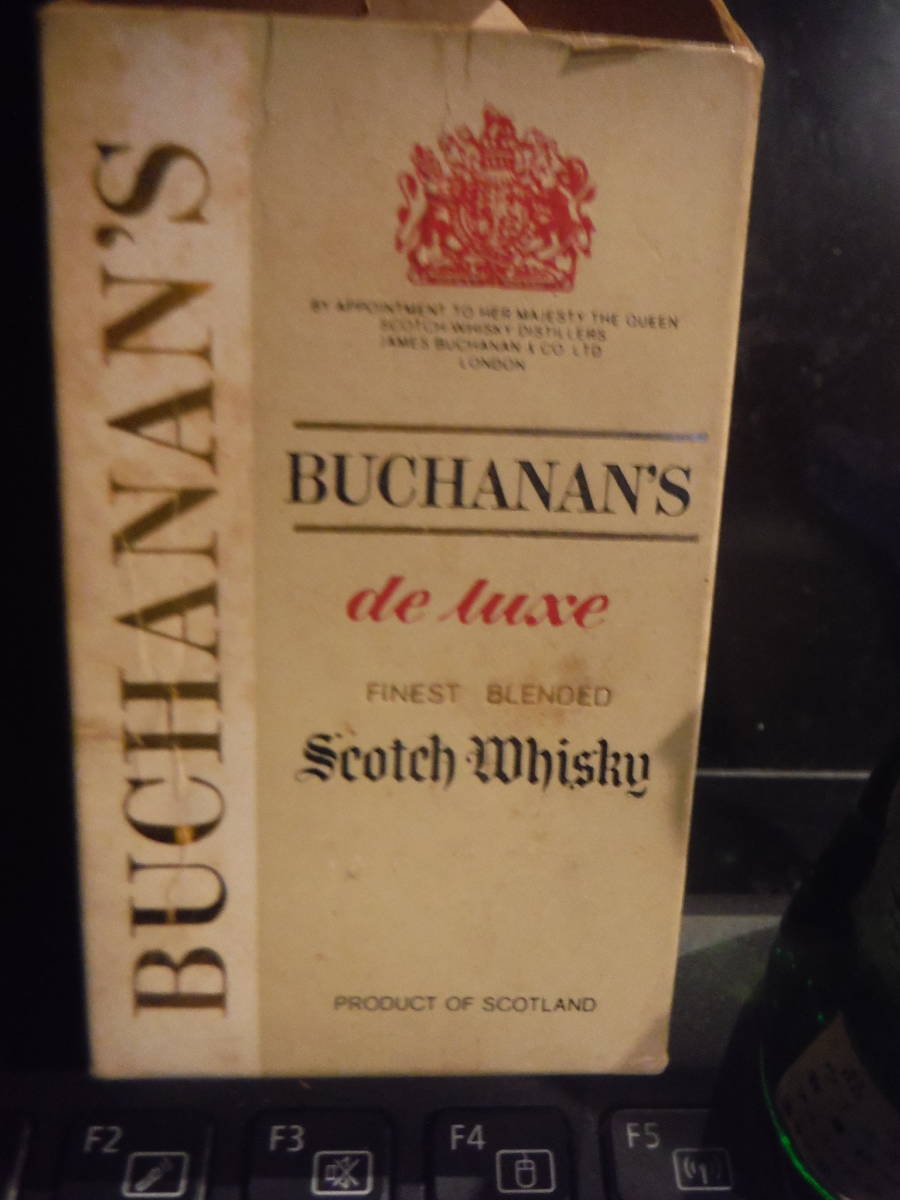 BUCHANAN'S
BY APPOINTMENT TO HER MAJESTY THE QUEEN
SCOTCH WHISKY DISTILLERS
JAMES BUCHANAN & CO. LTD
LONDON
BUCHANAN'S
de luxe
FINEST BLENDED
Scotch Whisky
PRODUCT OF SCOTLAND
F2
F3
F4
F5